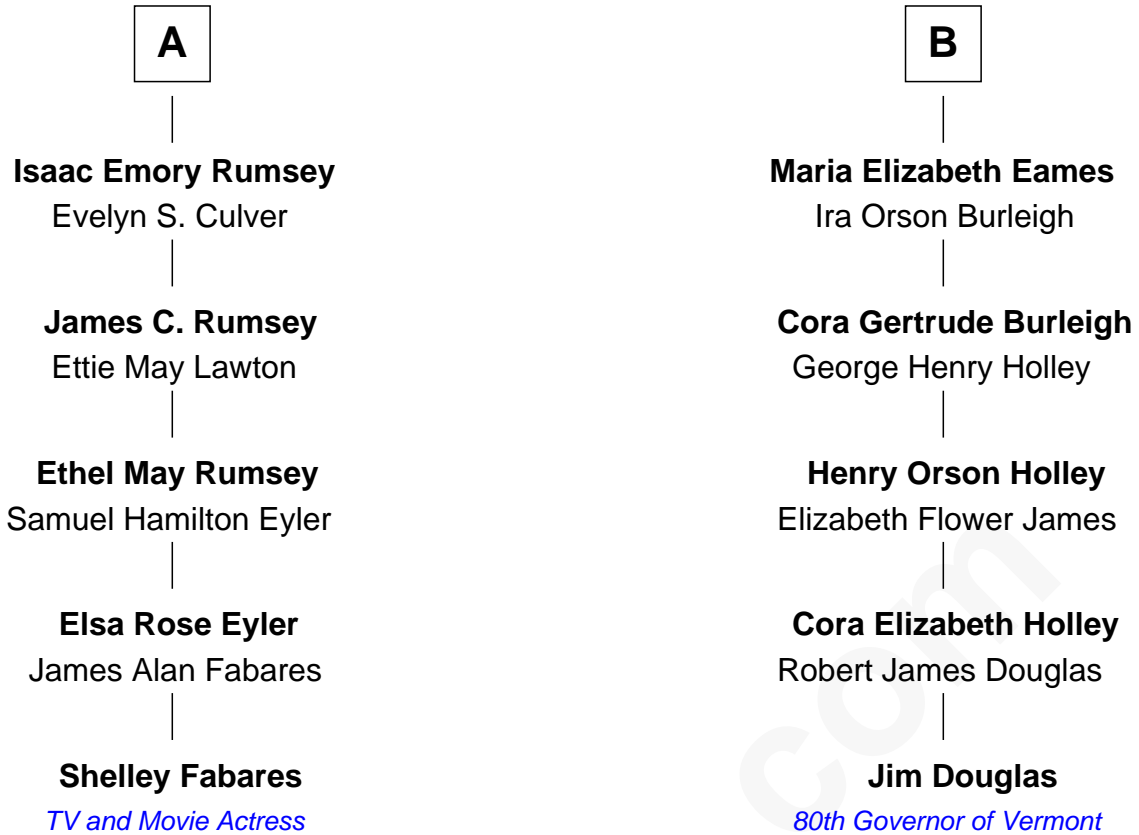 A
Isaac Emory Rumsey
Evelyn S. Culver
James C. Rumsey
Ettie May Lawton
Ethel May Rumsey
Samuel Hamilton Eyler
Elsa Rose Eyler
James Alan Fabares
Shelley Fabares
TV and Movie Actress
B
Maria Elizabeth Eames
Ira Orson Burleigh
Cora Gertrude Burleigh
George Henry Holley
Henry Orson Holley
Elizabeth Flower James
Cora Elizabeth Holley
Robert James Douglas
Jim Douglas
80th Governor of Vermont
com